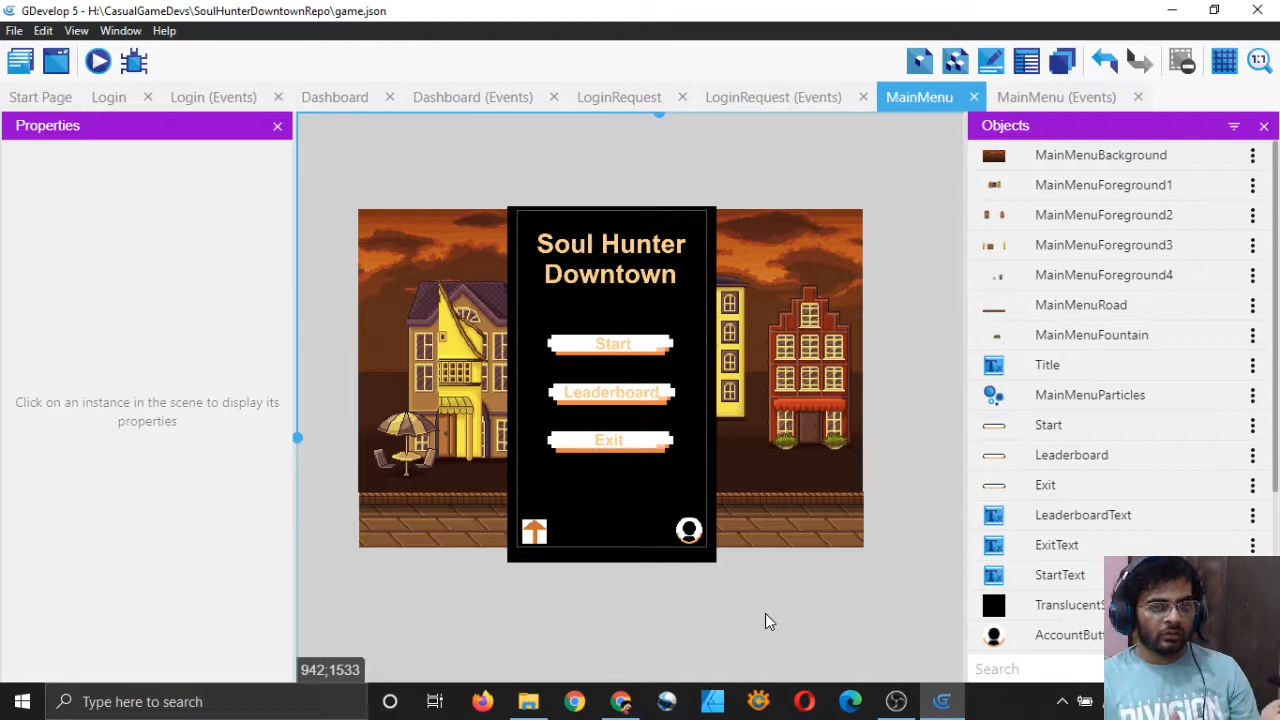 GDevelop 5 - H:\CasualGameDevs\SoulHunterDowntownRepo\game.json
File Edit View Window Help
1:1
Start Page Login Login (Events) Dashboard Dashboard (Events) LoginRequest LoginRequest (Events) MainMenu MainMenu (Events)
Properties
Click on an instance in the scene to display its
properties
Soul Hunter
Downtown
Start
Leaderboard
Exit
942;1533
Objects
MainMenuBackground
MainMenuForeground1
MainMenuForeground2
MainMenuForeground3
MainMenuForeground4
MainMenuRoad
MainMenuFountain
Title
MainMenuParticles
Start
Leaderboard
Exit
LeaderboardText
ExitText
StartText
Search
DIVISION
Type here to search